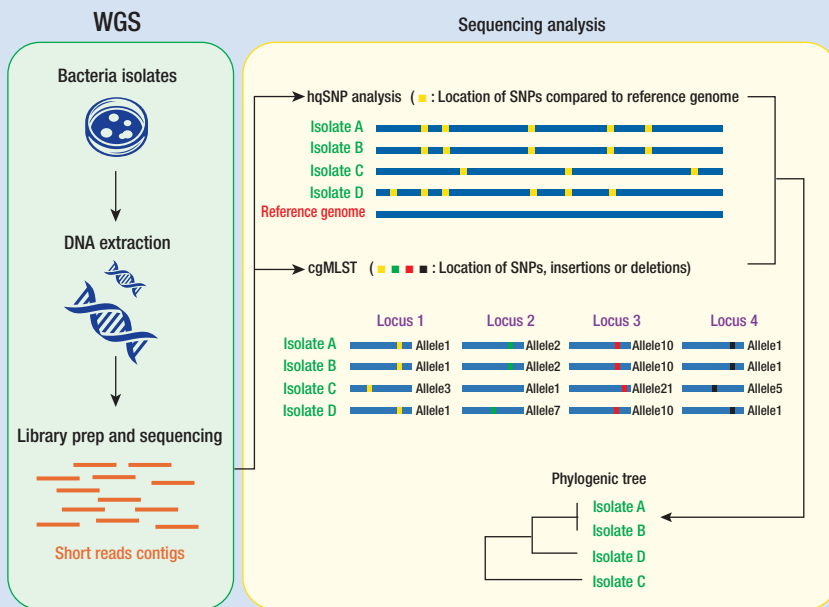 WGS
Bacteria isolates
DNA extraction
Library prep and sequencing
Short reads contigs
Sequencing analysis
hqSNP analysis ( : Location of SNPs compared to reference genome
Isolate A
Isolate B
Isolate C
Isolate D
Reference genome
cgMLST ( : Location of SNPs, insertions or deletions)
Locus 1 Locus 2 Locus 3 Locus 4
Isolate A Allele1 Allele2 Allele10 Allele1
Isolate B Allele1 Allele2 Allele10 Allele1
Isolate C Allele3 Allele1 Allele21 Allele5
Isolate D Allele1 Allele7 Allele10 Allele1
Phylogenic tree
Isolate A
Isolate B
Isolate D
Isolate C